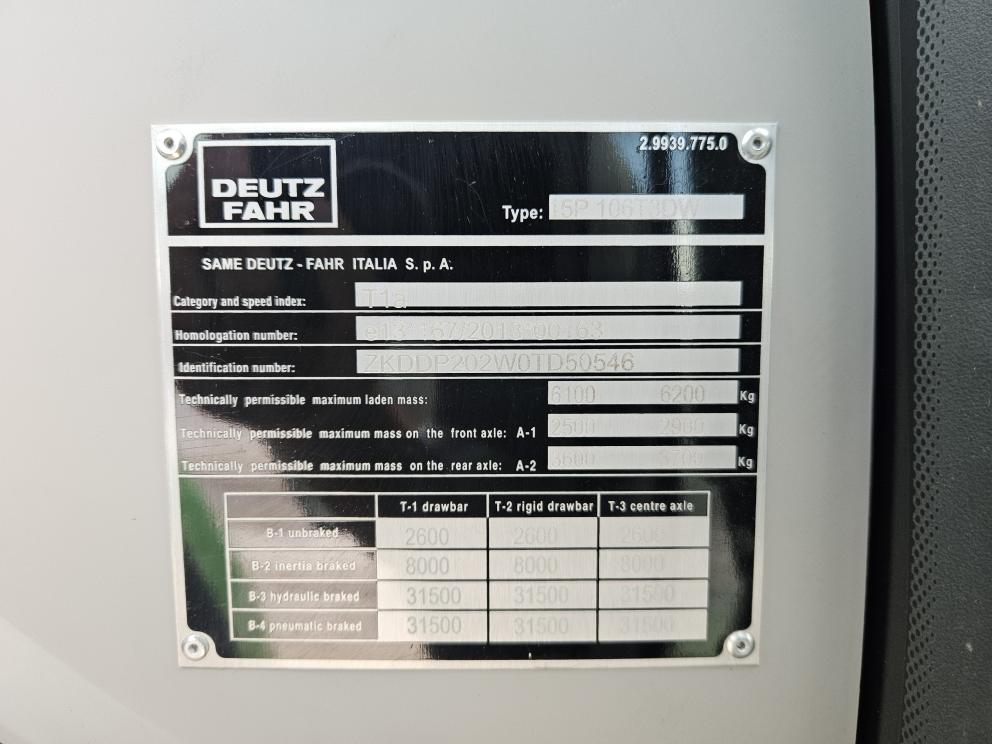 DEUTZ
FAHR
2.9939.775.0
Type: 15P 106T3DW
SAME DEUTZ - FAHR ITALIA S. p. A.
Category and speed index: T1a
Homologation number:
Identification number: ZKDDP202W0TD50546
Technically permissible maximum laden mass: 6100 6200 Kg
Technically permissible maximum mass on the front axle: A-1 2500 2900 Kg
Technically permissible maximum mass on the rear axle: A-2 3600 3700 Kg
T-1 drawbar T-2 rigid drawbar T-3 centre axle
B-1 unbraked 2600 2600 2600
B-2 inertia braked 8000 8000 8000
B-3 hydraulic braked 31500 31500 31500
B-4 pneumatic braked 31500 31500 31500